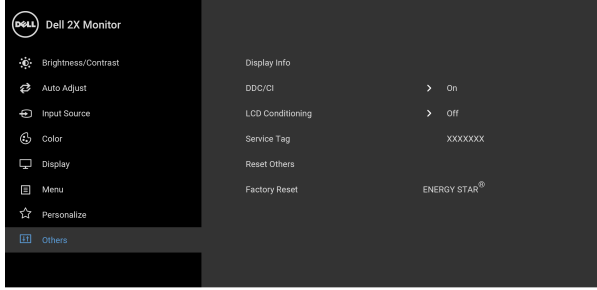 DELL Dell 2X Monitor
Brightness/Contrast
Auto Adjust
Input Source
Color
Display
Menu
Personalize
Others
Display Info
DDC/CI > On
LCD Conditioning > Off
Service Tag XXXXXXX
Reset Others
Factory Reset ENERGY STAR®